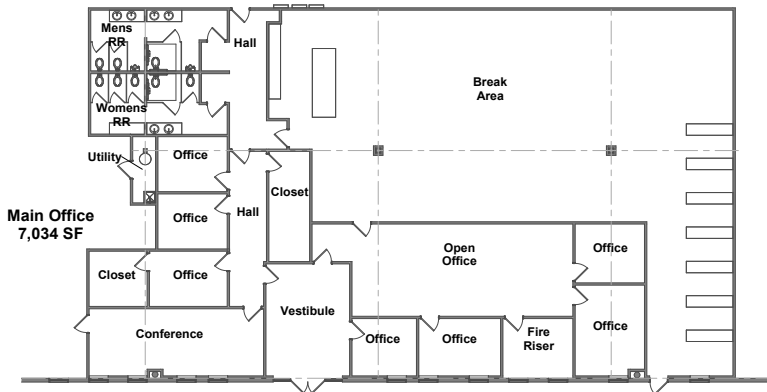 Mens
RR
Hall
Break
Area
Womens
RR
Utility
Office
Closet
Main Office
7,034 SF
Office
Hall
Open
Office
Office
Closet
Office
Vestibule
Conference
Office
Office
Fire
Riser
Office